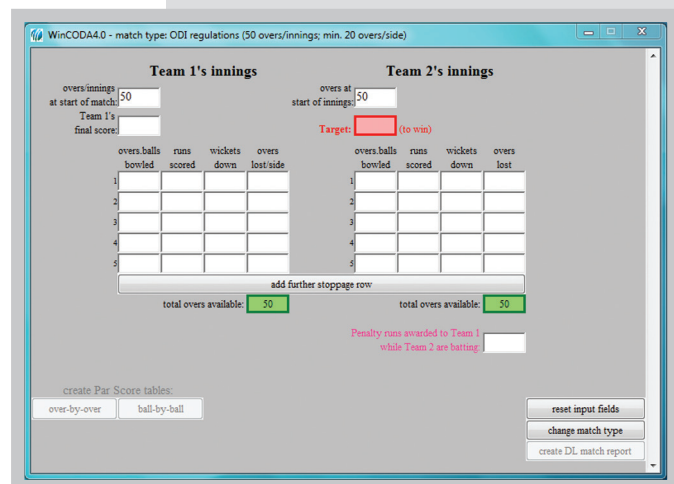 WinCODA4.0 - match type: ODI regulations (50 overs/innings; min. 20 overs/side)
Team 1's innings
Team 2's innings
overs/innings
at start of match: 50
overs at
start of innings: 50
Team 1's
final score:
Target: (to win)
overs.balls runs wickets overs
bowled scored down lost/side
overs.balls runs wickets overs
bowled scored down lost
1 1
2 2
3 3
4 4
5 5
add further stoppage row
total overs available: 50
total overs available: 50
Penalty runs awarded to Team 1
while Team 2 are batting:
create Par Score tables:
over-by-over ball-by-ball
reset input fields
change match type
create DL match report